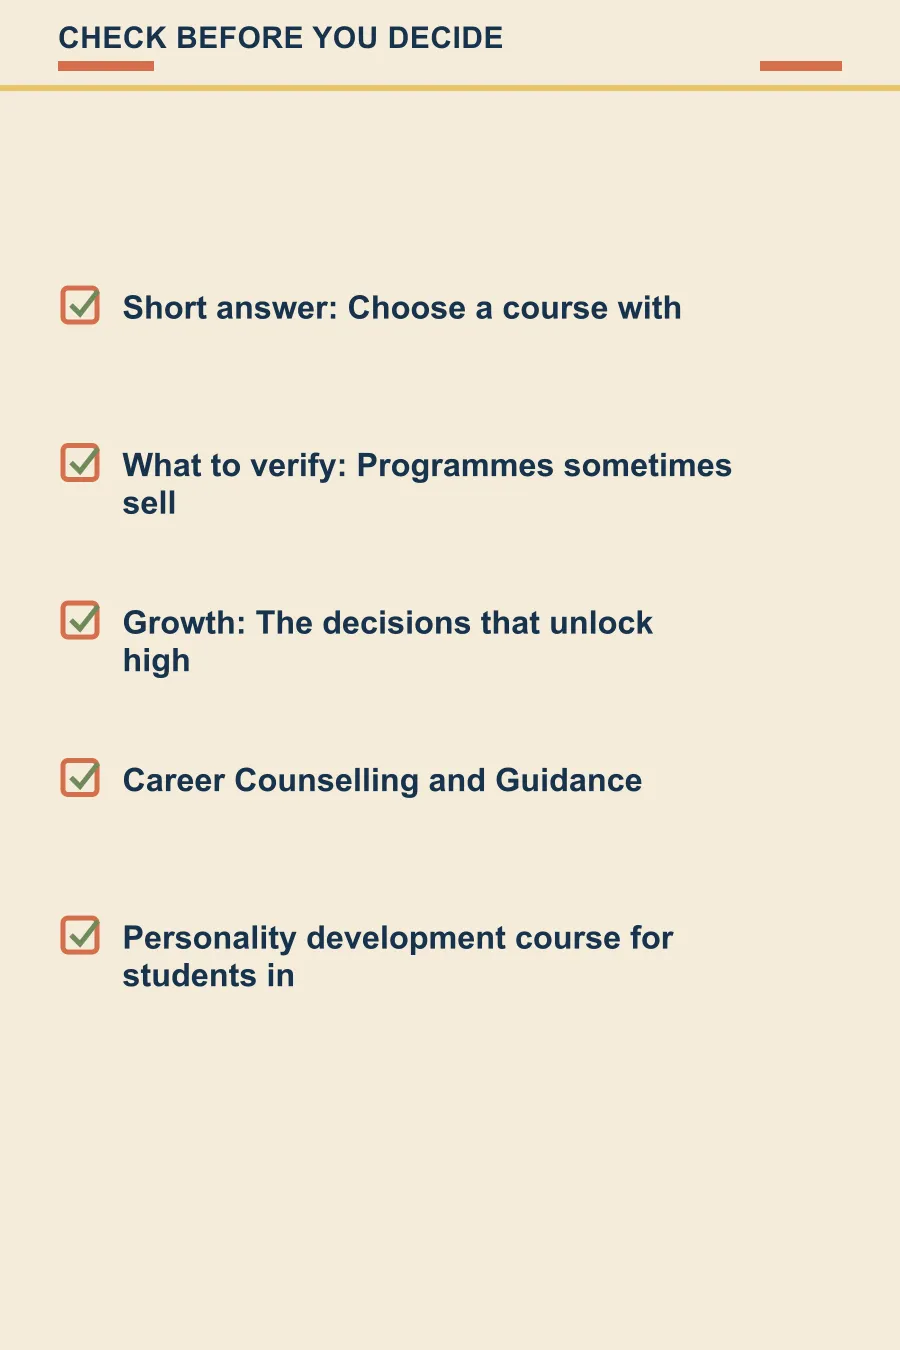 CHECK BEFORE YOU DECIDE
Short answer: Choose a course with
What to verify: Programmes sometimes
sell
Growth: The decisions that unlock
high
Career Counselling and Guidance
Personality development course for
students in